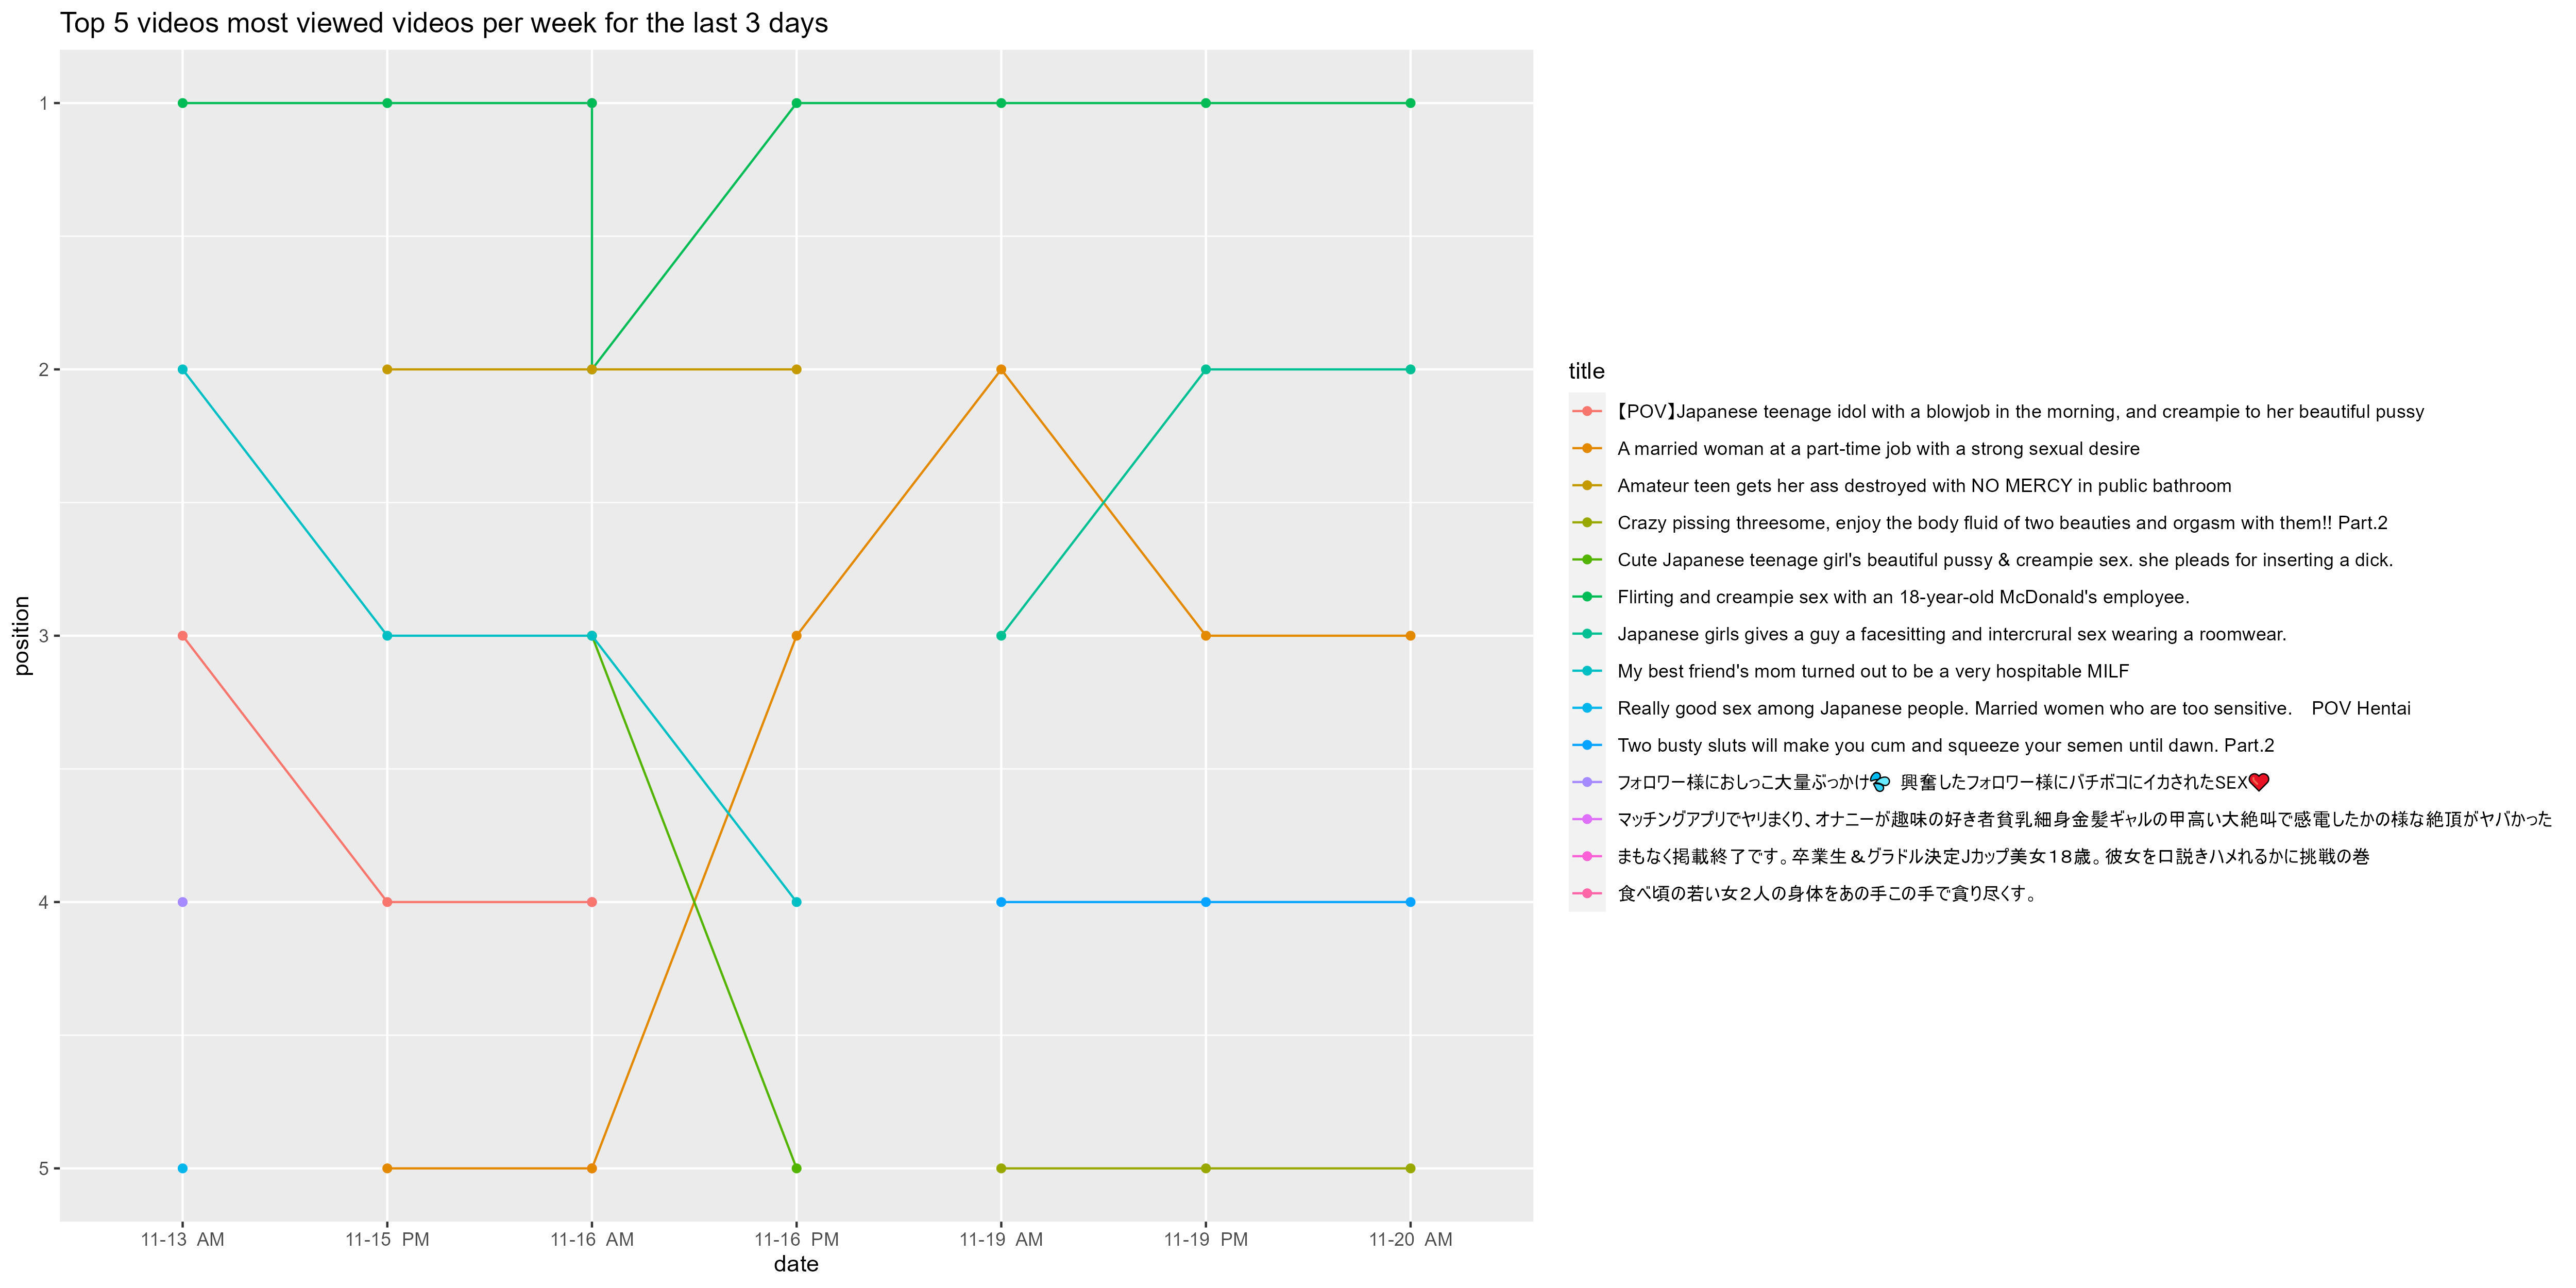 Top 5 videos most viewed videos per week for the last 3 days
1
2
3
4
5
position
11-13 AM
11-15 PM
11-16 AM
11-16 PM
11-19 AM
11-19 PM
11-20 AM
date
title
【POV】Japanese teenage idol with a blowjob in the morning, and creampie to her beautiful pussy
A married woman at a part-time job with a strong sexual desire
Amateur teen gets her ass destroyed with NO MERCY in public bathroom
Crazy pissing threesome, enjoy the body fluid of two beauties and orgasm with them!! Part.2
Cute Japanese teenage girl's beautiful pussy & creampie sex. she pleads for inserting a dick.
Flirting and creampie sex with an 18-year-old McDonald's employee.
Japanese girls gives a guy a facesitting and intercrural sex wearing a roomwear.
My best friend's mom turned out to be a very hospitable MILF
Really good sex among Japanese people. Married women who are too sensitive.　POV Hentai
Two busty sluts will make you cum and squeeze your semen until dawn. Part.2
フォロワー様におしっこ大量ぶっかけ💦 興奮したフォロワー様にバチボコにイカされたSEX❤️
マッチングアプリでヤリまくり、オナニーが趣味の好き者貧乳細身金髪ギャルの甲高い大絶叫で感電したかの様な絶頂がヤバかった
まもなく掲載終了です。卒業生＆グラドル決定Jカップ美女１８歳。彼女を口説きハメれるかに挑戦の巻
食べ頃の若い女２人の身体をあの手この手で貪り尽くす。